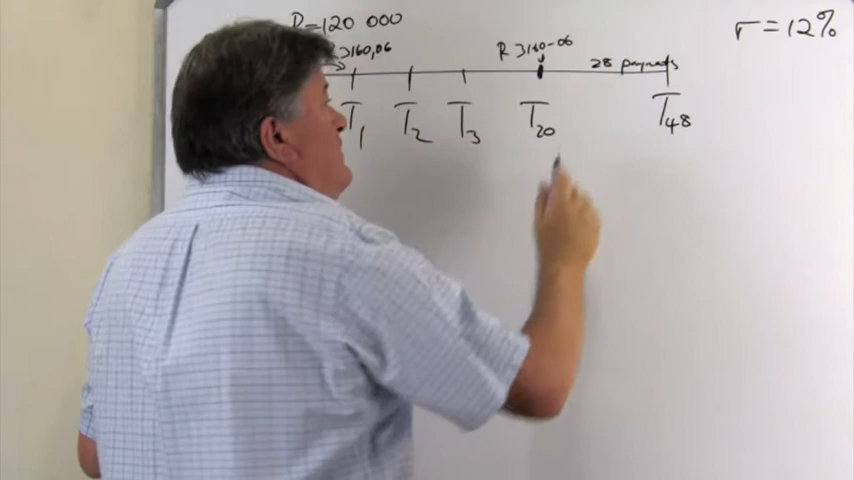 P=120 000
r = 12%
R 3160,06
R 3160-06
28 payments
T1
T2
T3
T20
T48